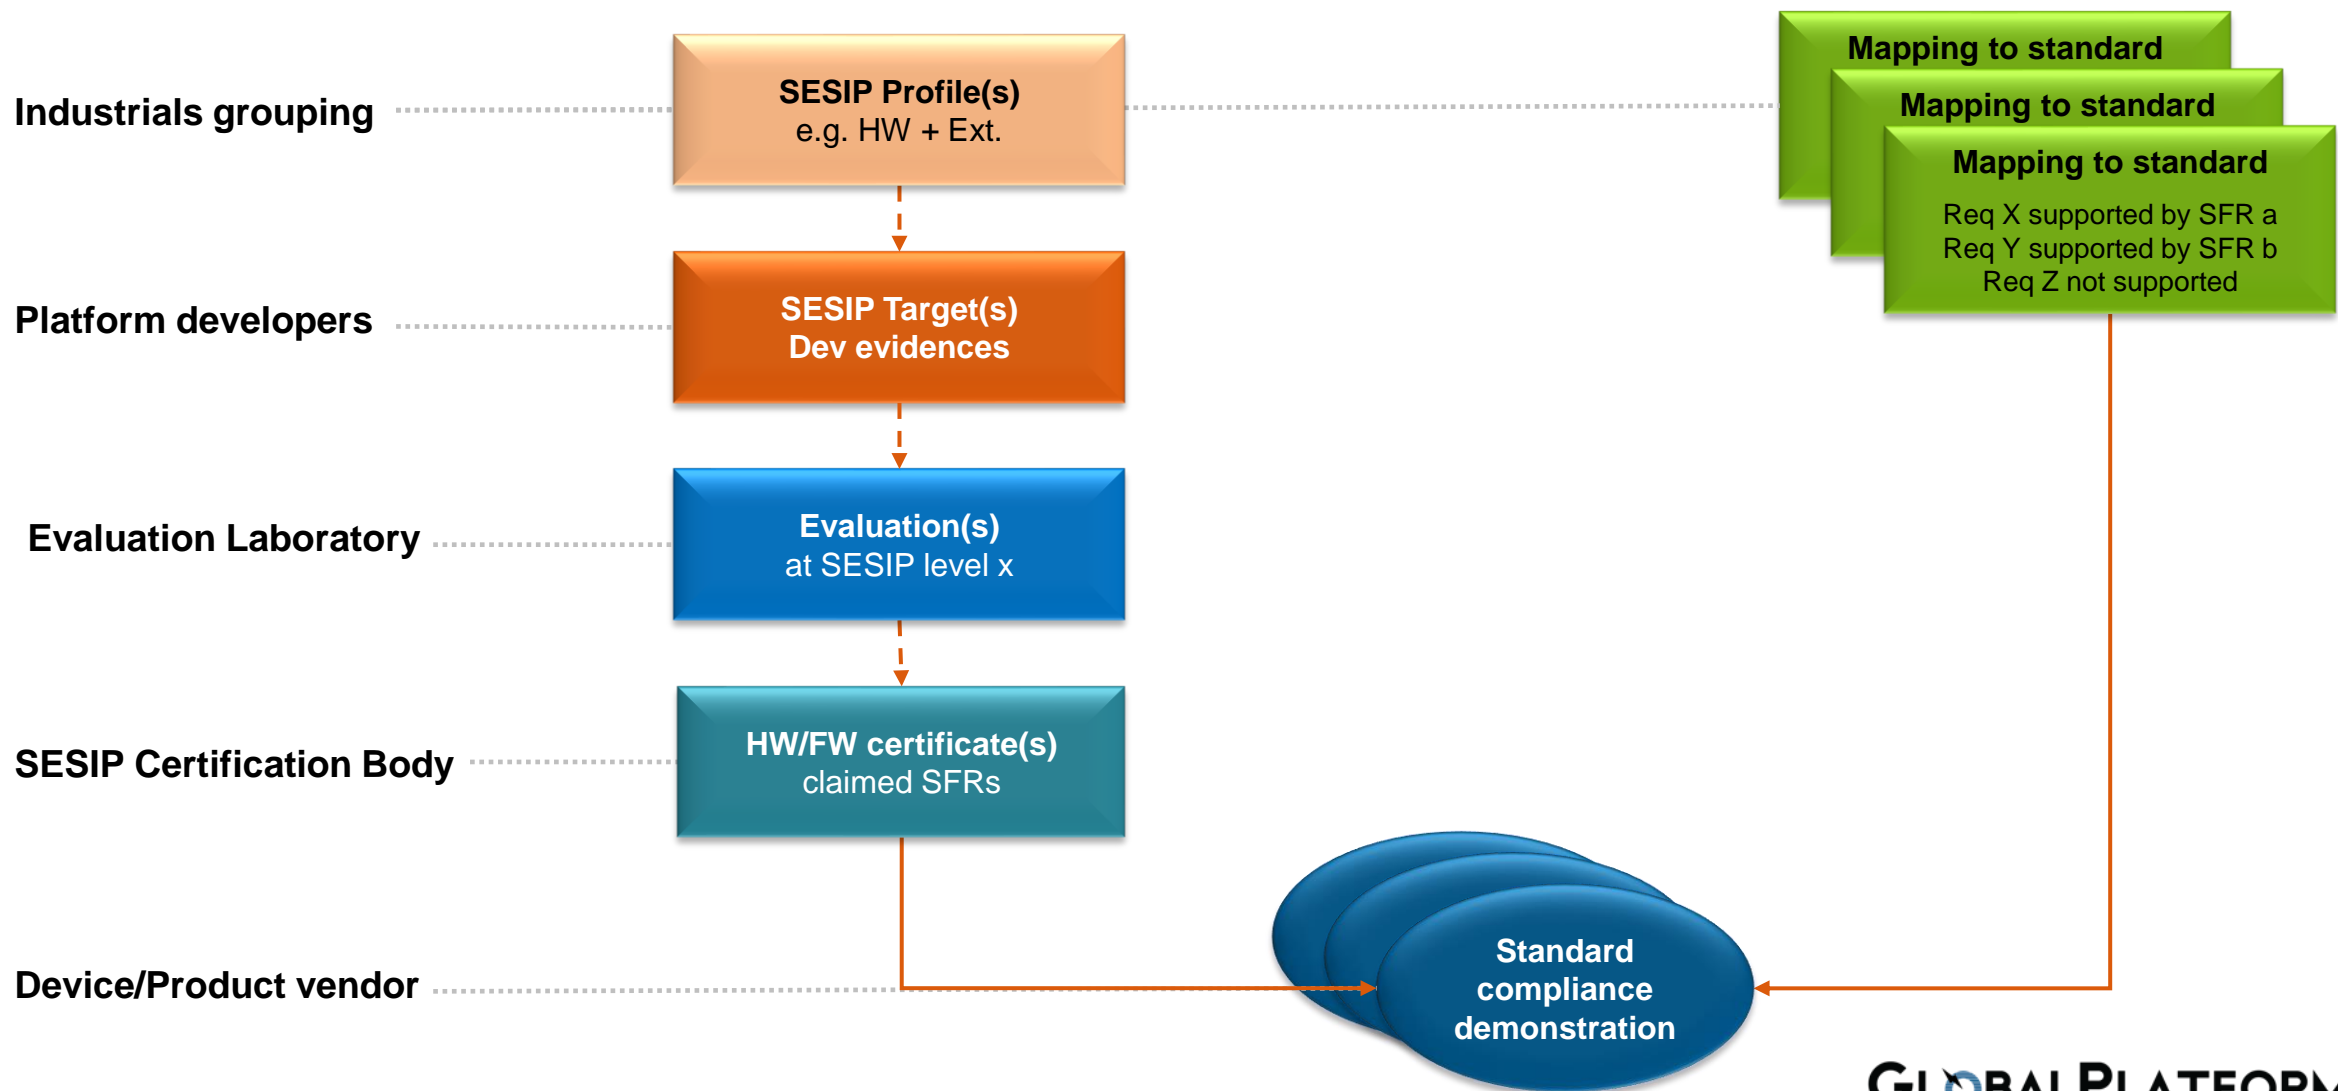 Industrials grouping
SESIP Profile(s)
e.g. HW + Ext.
Mapping to standard
Mapping to standard
Mapping to standard
Req X supported by SFR a
Req Y supported by SFR b
Req Z not supported
Platform developers
SESIP Target(s)
Dev evidences
Evaluation Laboratory
Evaluation(s)
at SESIP level x
SESIP Certification Body
HW/FW certificate(s)
claimed SFRs
Device/Product vendor
Standard
compliance
demonstration
GLOBALPLATFORM